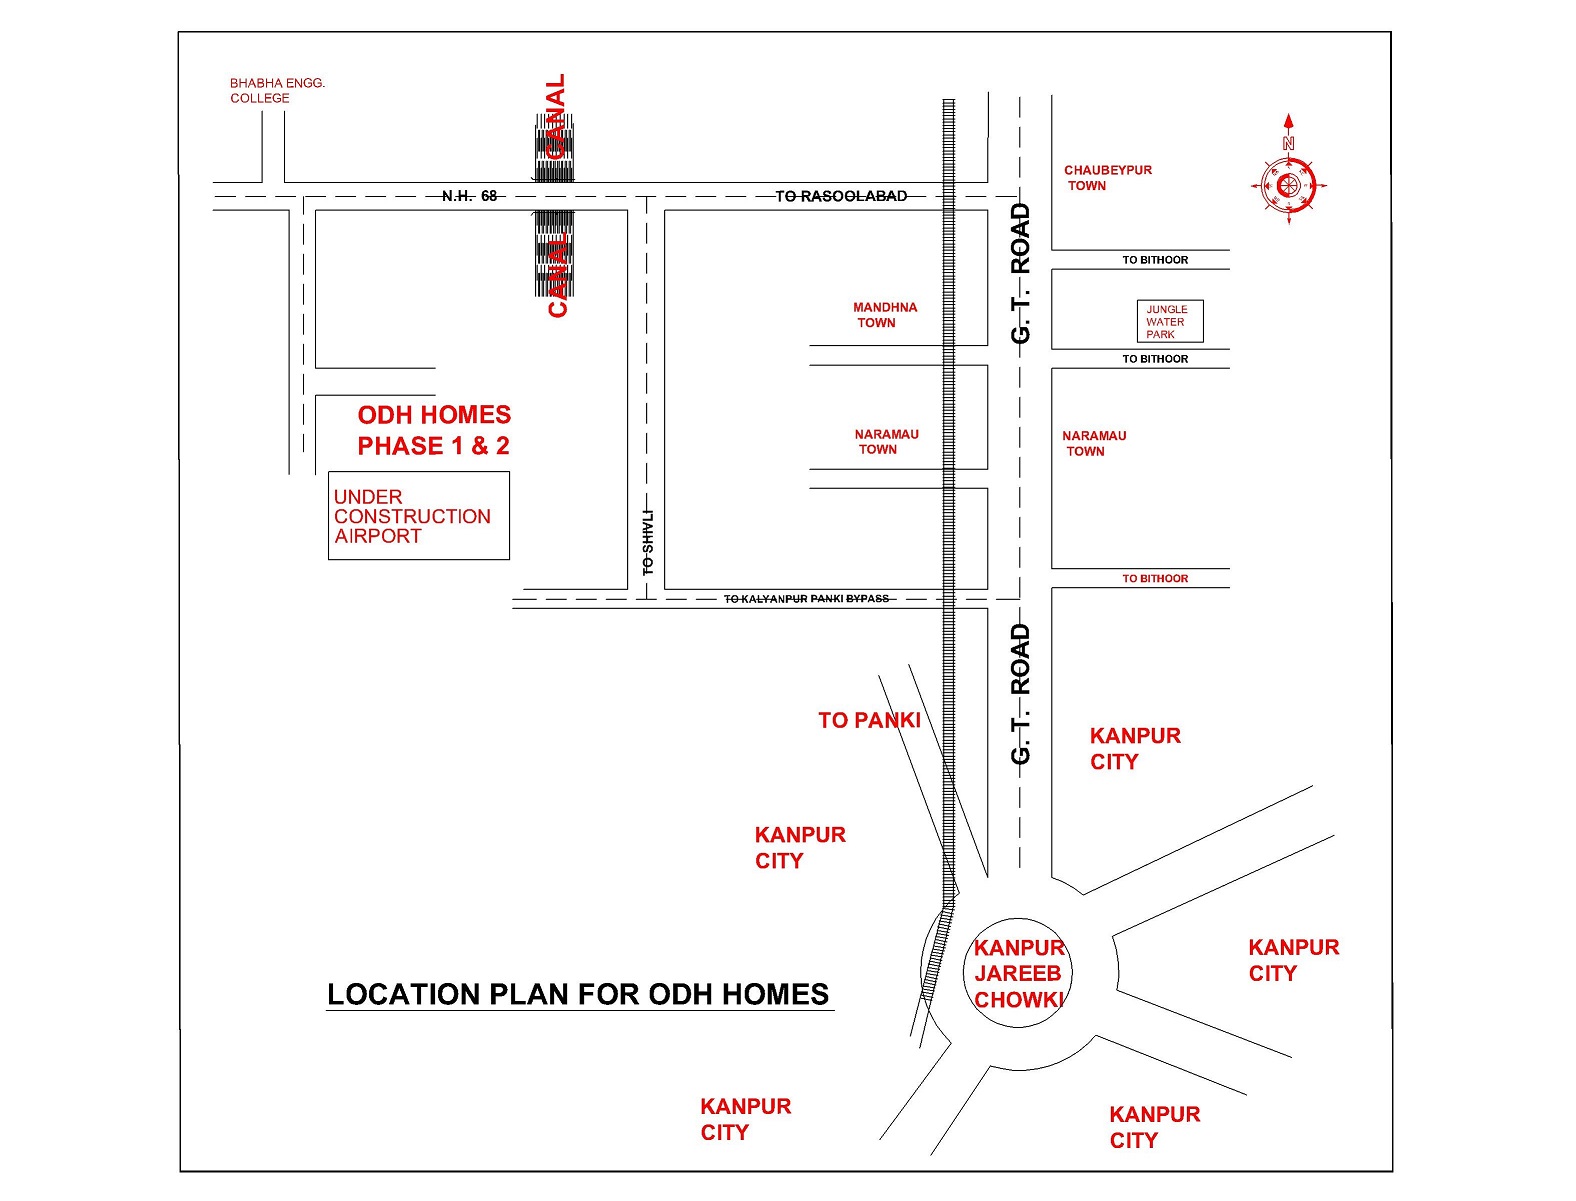 BHABHA ENGG.
COLLEGE
CANAL
N
CHAUBEYPUR
TOWN
N.H. 68
TO RASOOLABAD
G. T. ROAD
CANAL
TO BITHOOR
MANDHNA
TOWN
JUNGLE
WATER
PARK
TO BITHOOR
ODH HOMES
PHASE 1 & 2
NARAMAU
TOWN
NARAMAU
TOWN
UNDER
CONSTRUCTION
AIRPORT
TO SHIVLI
TO BITHOOR
TO KALYANPUR PANKI BYPASS
G. T. ROAD
TO PANKI
KANPUR
CITY
KANPUR
CITY
KANPUR
JAREEB
CHOWKI
KANPUR
CITY
LOCATION PLAN FOR ODH HOMES
KANPUR
CITY
KANPUR
CITY